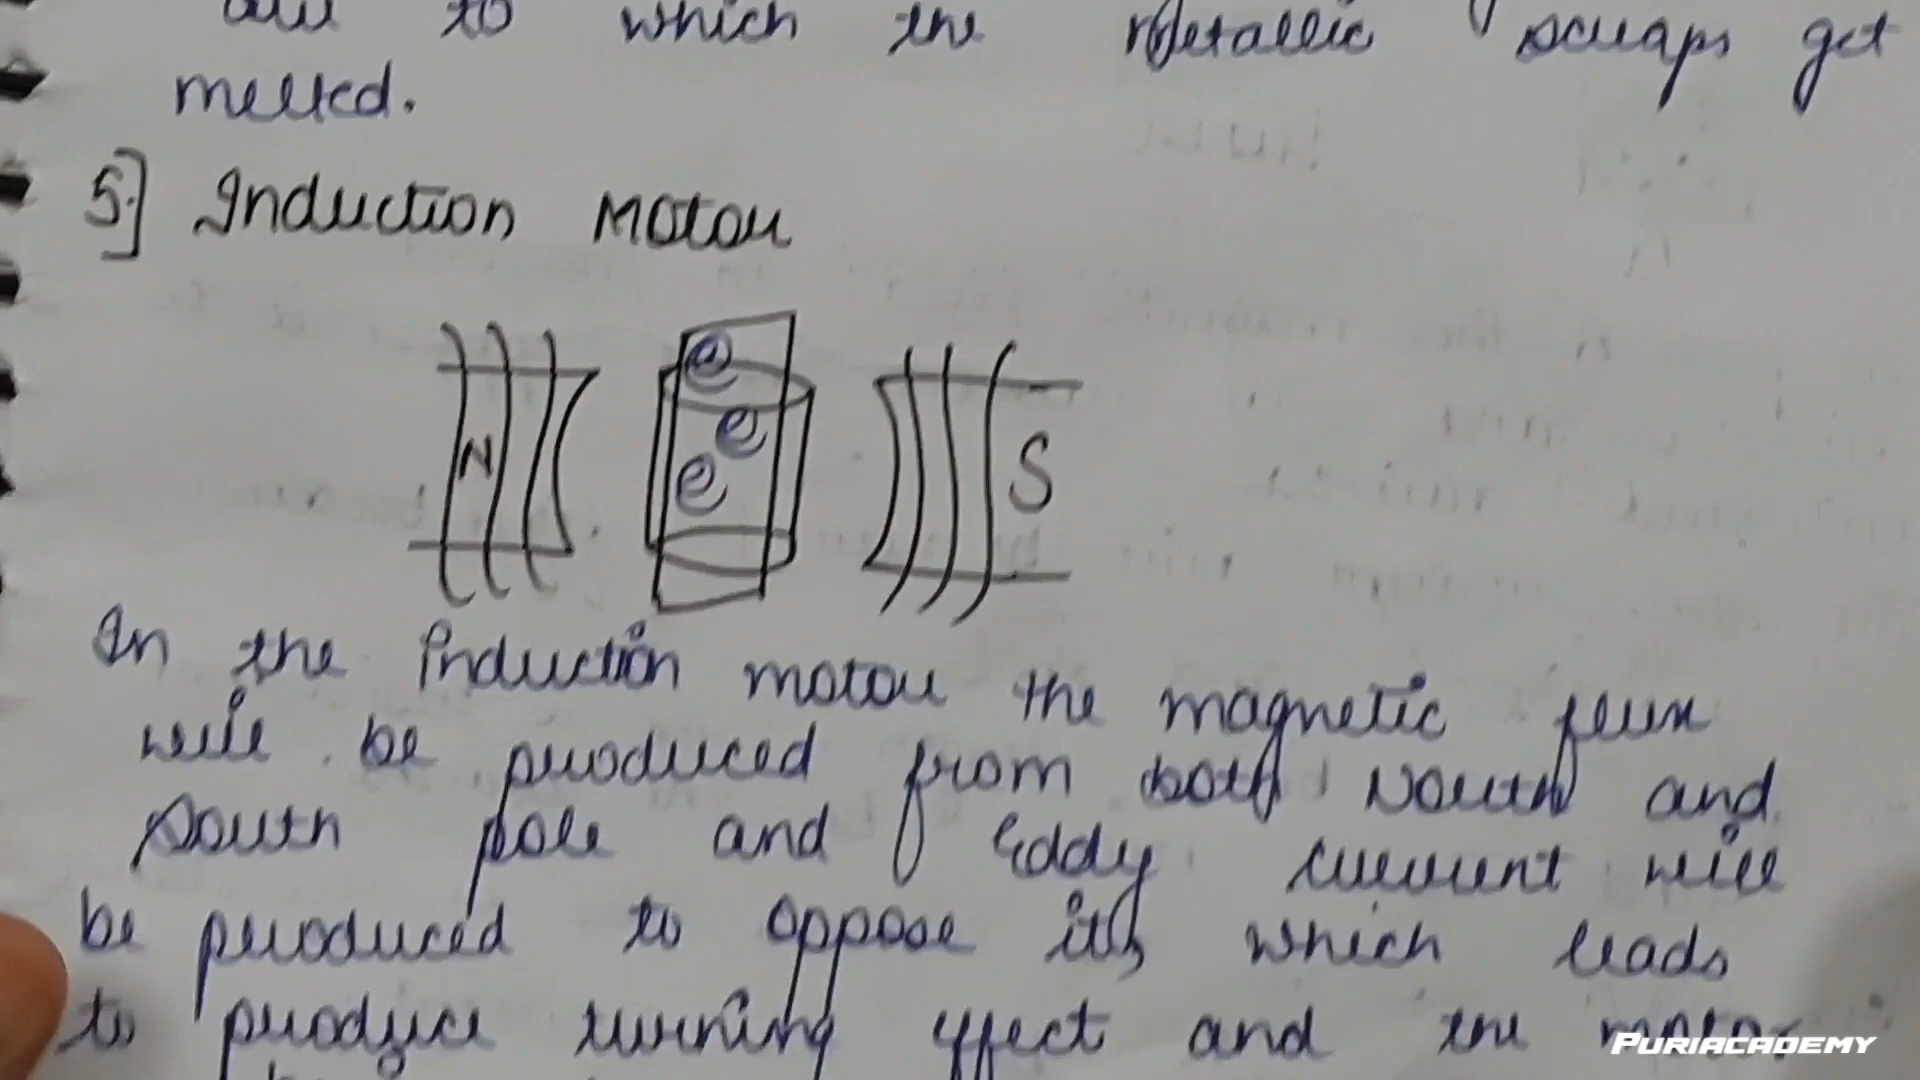 due to which the Metallic scraps get
melted.
5.] Induction Motor
N
e
e
e
S
In the Induction motor the magnetic flux
will be produced from both North and
South pole and Eddy current will
be produced to oppose it, which leads
to produce turning effect and the motor
PURIACADEMY